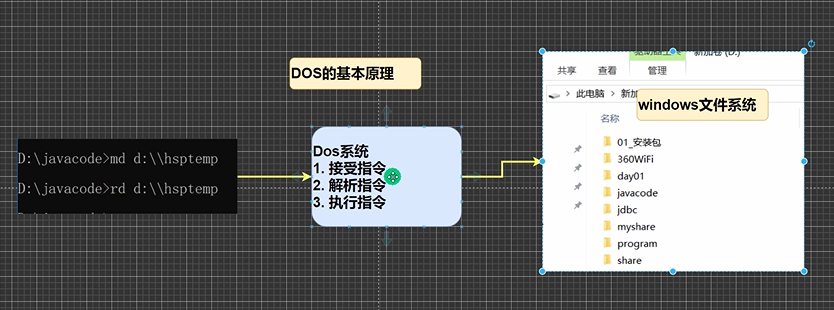 DOS的基本原理
D:\javacode>md d:\\hsptemp
D:\javacode>rd d:\\hsptemp
Dos系统
1. 接受指令
2. 解析指令
3. 执行指令
新加卷 (D:)
共享 查看 管理
此电脑 新加
windows文件系统
名称
01_安装包
360WiFi
day01
javacode
jdbc
myshare
program
share